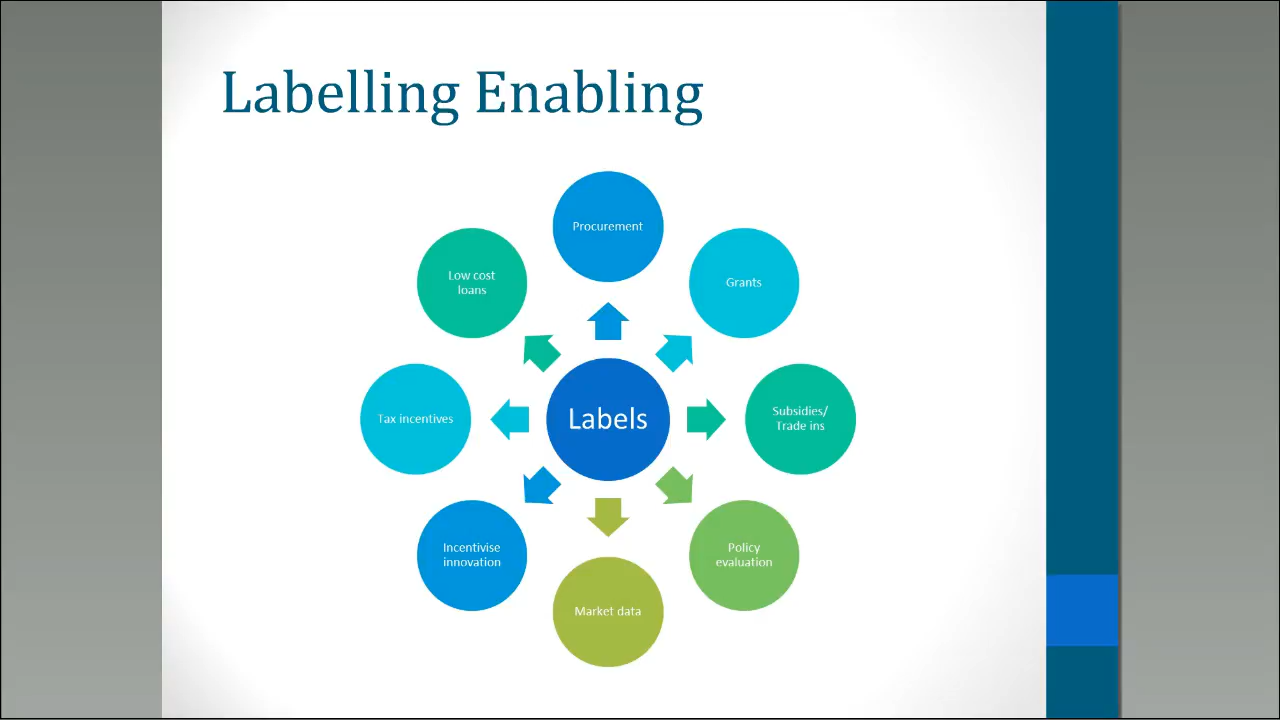 Labelling Enabling
Procurement
Grants
Subsidies/
Trade ins
Policy
evaluation
Market data
Incentivise
innovation
Tax incentives
Low cost
loans
Labels